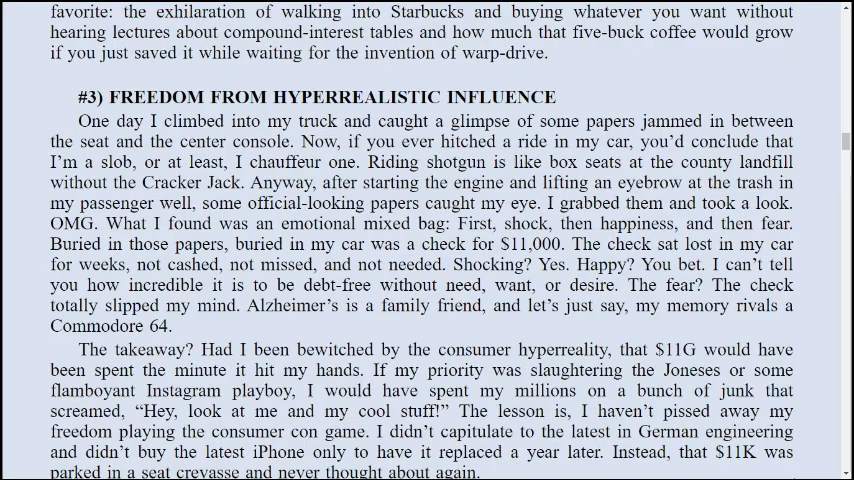 favorite: the exhilaration of walking into Starbucks and buying whatever you want without
hearing lectures about compound-interest tables and how much that five-buck coffee would grow
if you just saved it while waiting for the invention of warp-drive.
#3) FREEDOM FROM HYPERREALISTIC INFLUENCE
One day I climbed into my truck and caught a glimpse of some papers jammed in between
the seat and the center console. Now, if you ever hitched a ride in my car, you’d conclude that
I’m a slob, or at least, I chauffeur one. Riding shotgun is like box seats at the county landfill
without the Cracker Jack. Anyway, after starting the engine and lifting an eyebrow at the trash in
my passenger well, some official-looking papers caught my eye. I grabbed them and took a look.
OMG. What I found was an emotional mixed bag: First, shock, then happiness, and then fear.
Buried in those papers, buried in my car was a check for $11,000. The check sat lost in my car
for weeks, not cashed, not missed, and not needed. Shocking? Yes. Happy? You bet. I can’t tell
you how incredible it is to be debt-free without need, want, or desire. The fear? The check
totally slipped my mind. Alzheimer’s is a family friend, and let’s just say, my memory rivals a
Commodore 64.
The takeaway? Had I been bewitched by the consumer hyperreality, that $11G would have
been spent the minute it hit my hands. If my priority was slaughtering the Joneses or some
flamboyant Instagram playboy, I would have spent my millions on a bunch of junk that
screamed, “Hey, look at me and my cool stuff!” The lesson is, I haven’t pissed away my
freedom playing the consumer con game. I didn’t capitulate to the latest in German engineering
and didn’t buy the latest iPhone only to have it replaced a year later. Instead, that $11K was
parked in a seat crevasse and never thought about again.